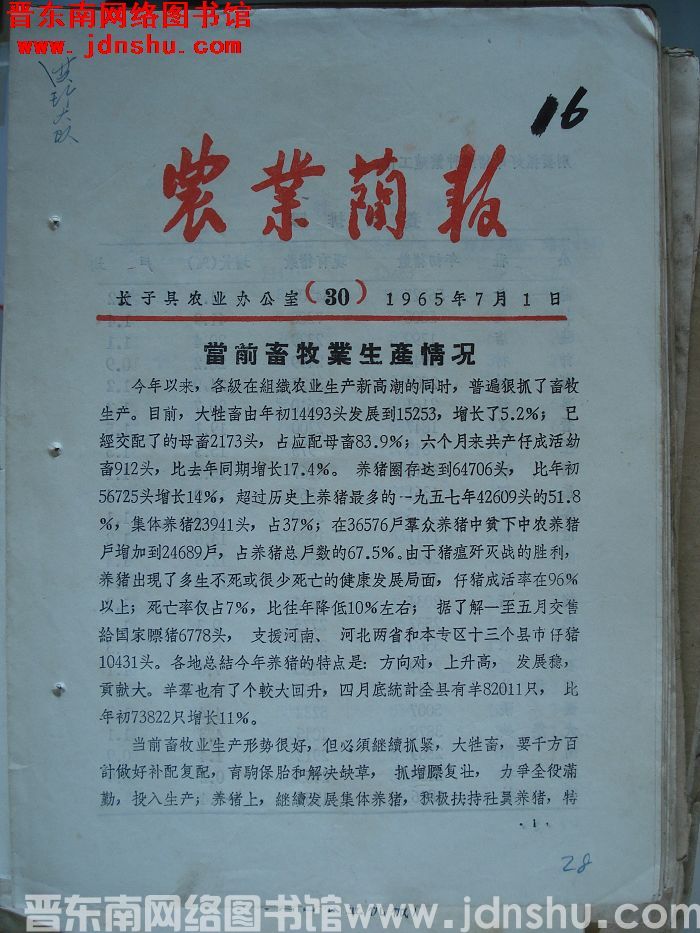 晋东南网络图书馆
www.jdnshu.com
大队
16
農業簡報
长子县农业办公室(30)1965年7月1日
當前畜牧業生產情况
今年以来，各級在組織农业生产新高潮的同时，普遍狠抓了畜牧
生产。目前，大牲畜由年初14493头发展到15253，增长了5.2%；已
經交配了的母畜2173头，占应配母畜83.9%；六个月来共产仔成活幼
畜912头，比去年同期增长17.4%。养猪圈存达到64706头，比年初
56725头增长14%，超过历史上养猪最多的一九五七年42609头的51.8
%，集体养猪23941头，占37%；在36576戶羣众养猪中贫下中农养猪
戶增加到24689戶，占养猪总戶数的67.5%。由于猪瘟歼灭战的胜利，
养猪出现了多生不死或很少死亡的健康发展局面，仔猪成活率在96%
以上；死亡率仅占7%，比往年降低10%左右；据了解一至五月交售
給国家膘猪6778头，支援河南、河北两省和本专区十三个县市仔猪
10431头。各地总結今年养猪的特点是：方向对，上升高，发展稳，
貢献大。羊羣也有了个較大回升，四月底統計全县有羊82011只，比
年初73822只增长11%。
当前畜牧业生产形势很好，但必須继續抓紧，大牲畜，要千方百
計做好补配复配，育駒保胎和解决缺草，抓增膘复壮，力爭全役滿
勤，投入生产；养猪上，继續发展集体养猪，积极扶持社員养猪，特
·1·
28
晋东南网络图书馆 www.jdnshu.com